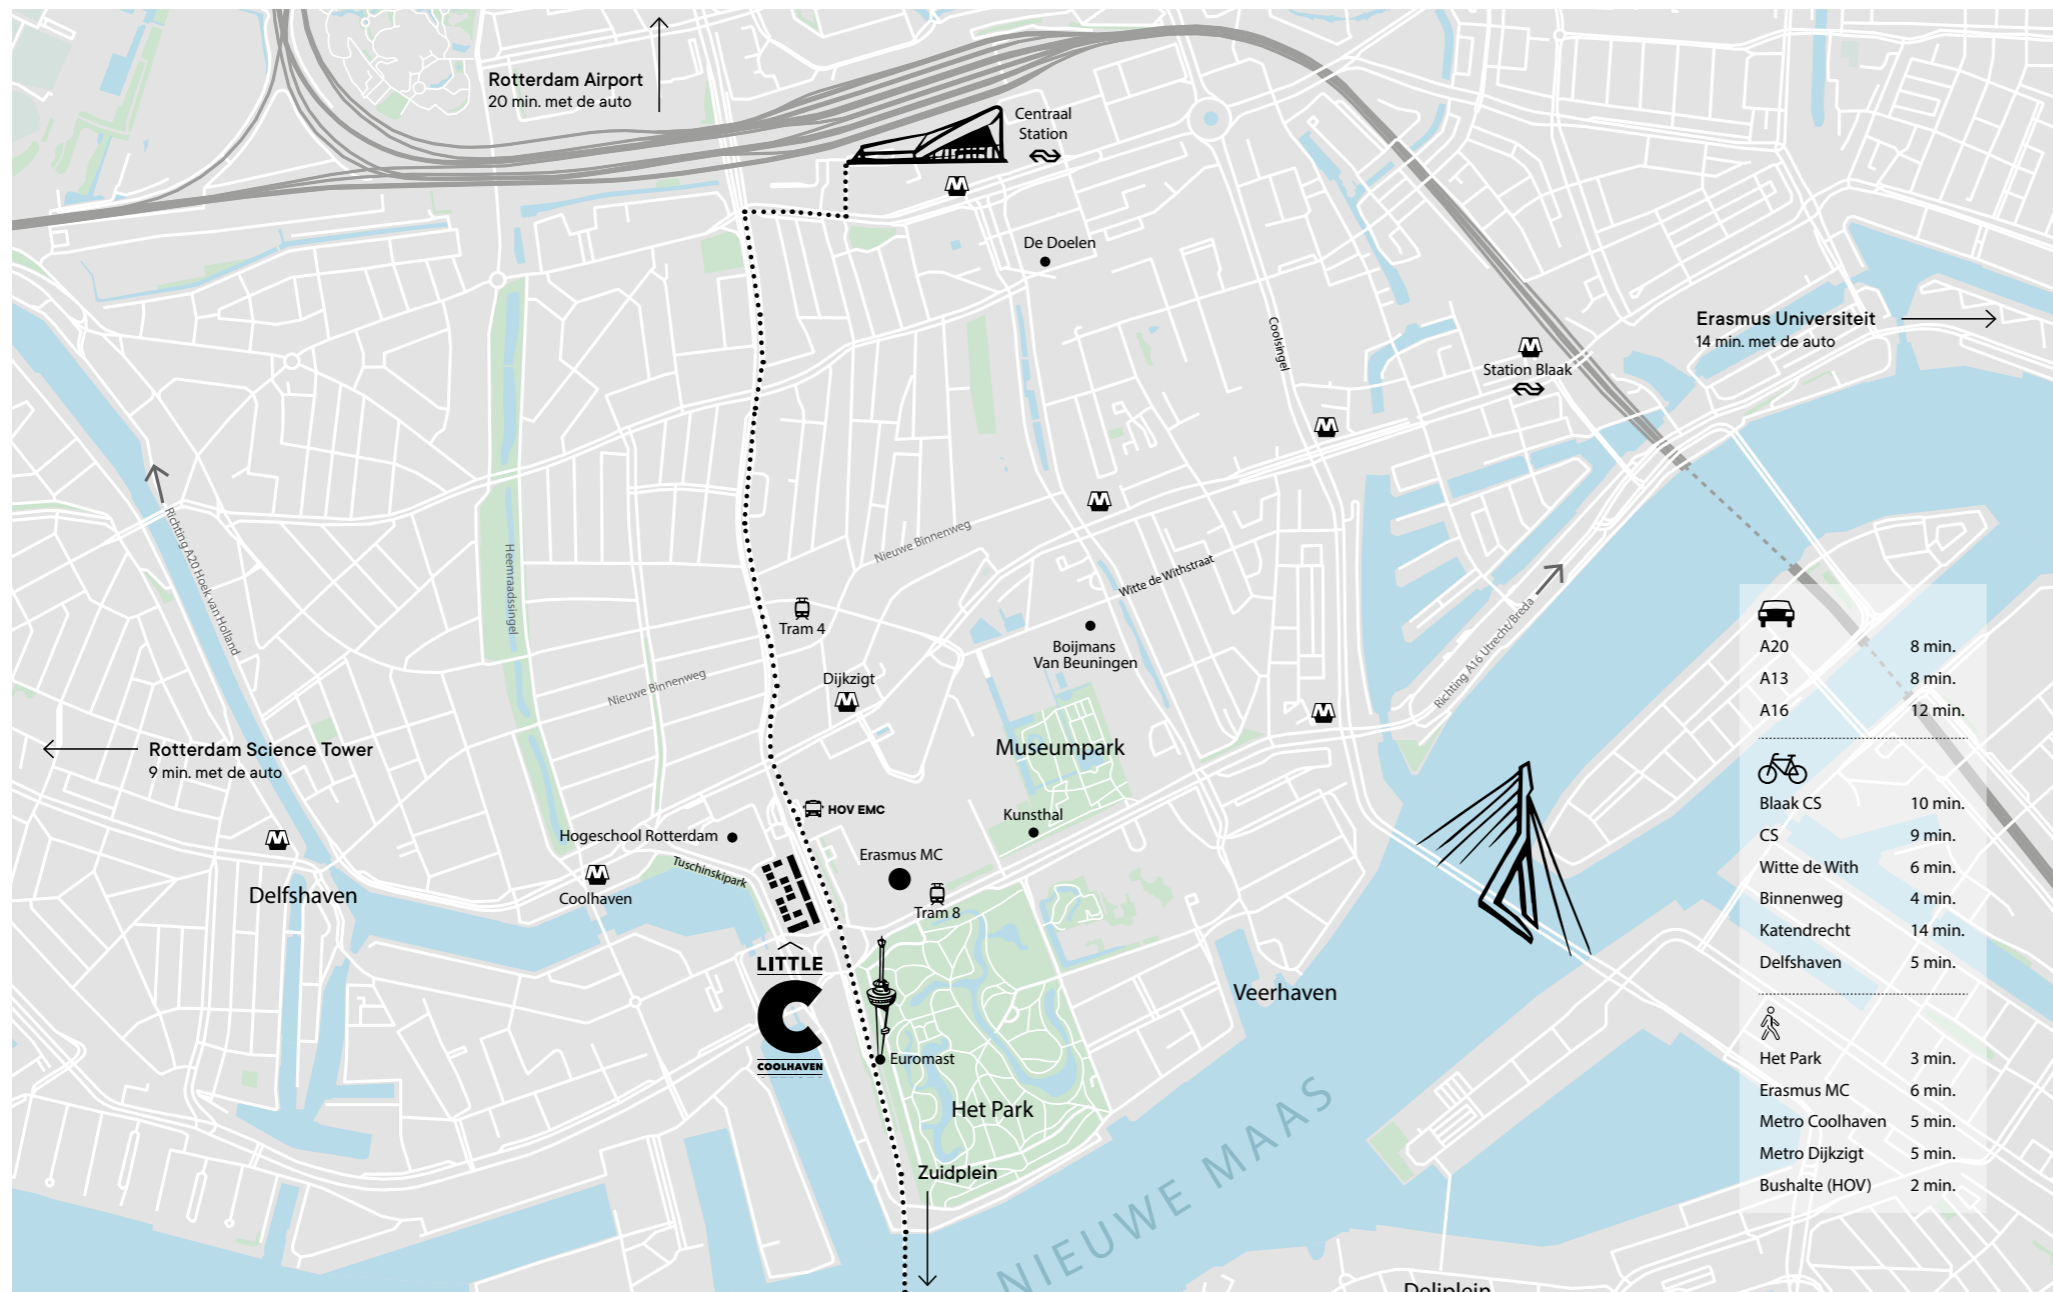 Rotterdam Airport
20 min. met de auto
Centraal
Station
M
De Doelen
Erasmus Universiteit
14 min. met de auto
Coolsingel
M
Station Blaak
M
M
Richting A20 Hoek van Holland
Heemraadssingel
Nieuwe Binnenweg
Witte de Withstraat
Richting A16 Utrecht/Breda
Tram 4
Boijmans
Van Beuningen
Nieuwe Binnenweg
Dijkzigt
M
M
Rotterdam Science Tower
9 min. met de auto
Museumpark
HOV EMC
Kunsthal
Hogeschool Rotterdam
M
Tuschinskipark
Erasmus MC
M
Delfshaven
Coolhaven
Tram 8
LITTLE
C
COOLHAVEN
Veerhaven
Euromast
Het Park
Zuidplein
NIEUWE MAAS
Deliplein
A20 8 min.
A13 8 min.
A16 12 min.
Blaak CS 10 min.
CS 9 min.
Witte de With 6 min.
Binnenweg 4 min.
Katendrecht 14 min.
Delfshaven 5 min.
Het Park 3 min.
Erasmus MC 6 min.
Metro Coolhaven 5 min.
Metro Dijkzigt 5 min.
Bushalte (HOV) 2 min.